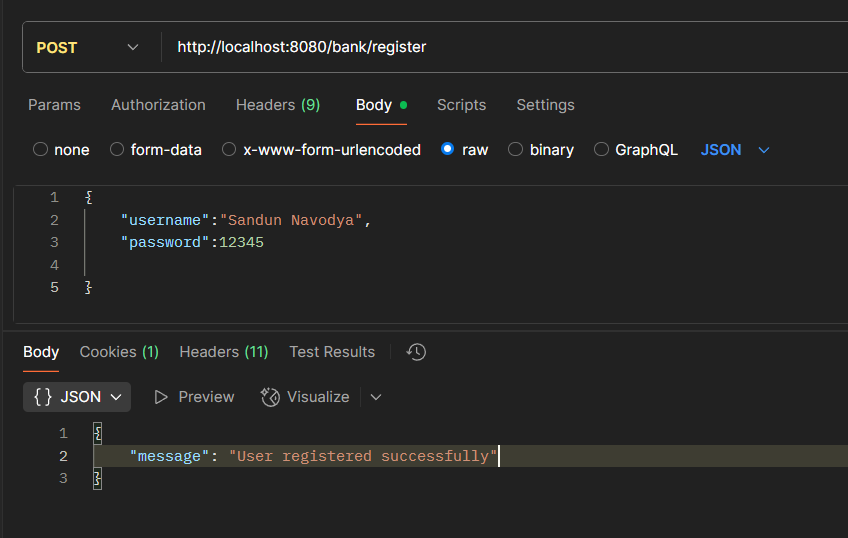 POST http://localhost:8080/bank/register
Params Authorization Headers (9) Body Scripts Settings
none form-data x-www-form-urlencoded raw binary GraphQL JSON
1 {
2 "username":"Sandun Navodya",
3 "password":12345
4
5 }
Body Cookies (1) Headers (11) Test Results
{} JSON Preview Visualize
1 {
2 "message": "User registered successfully"
3 }